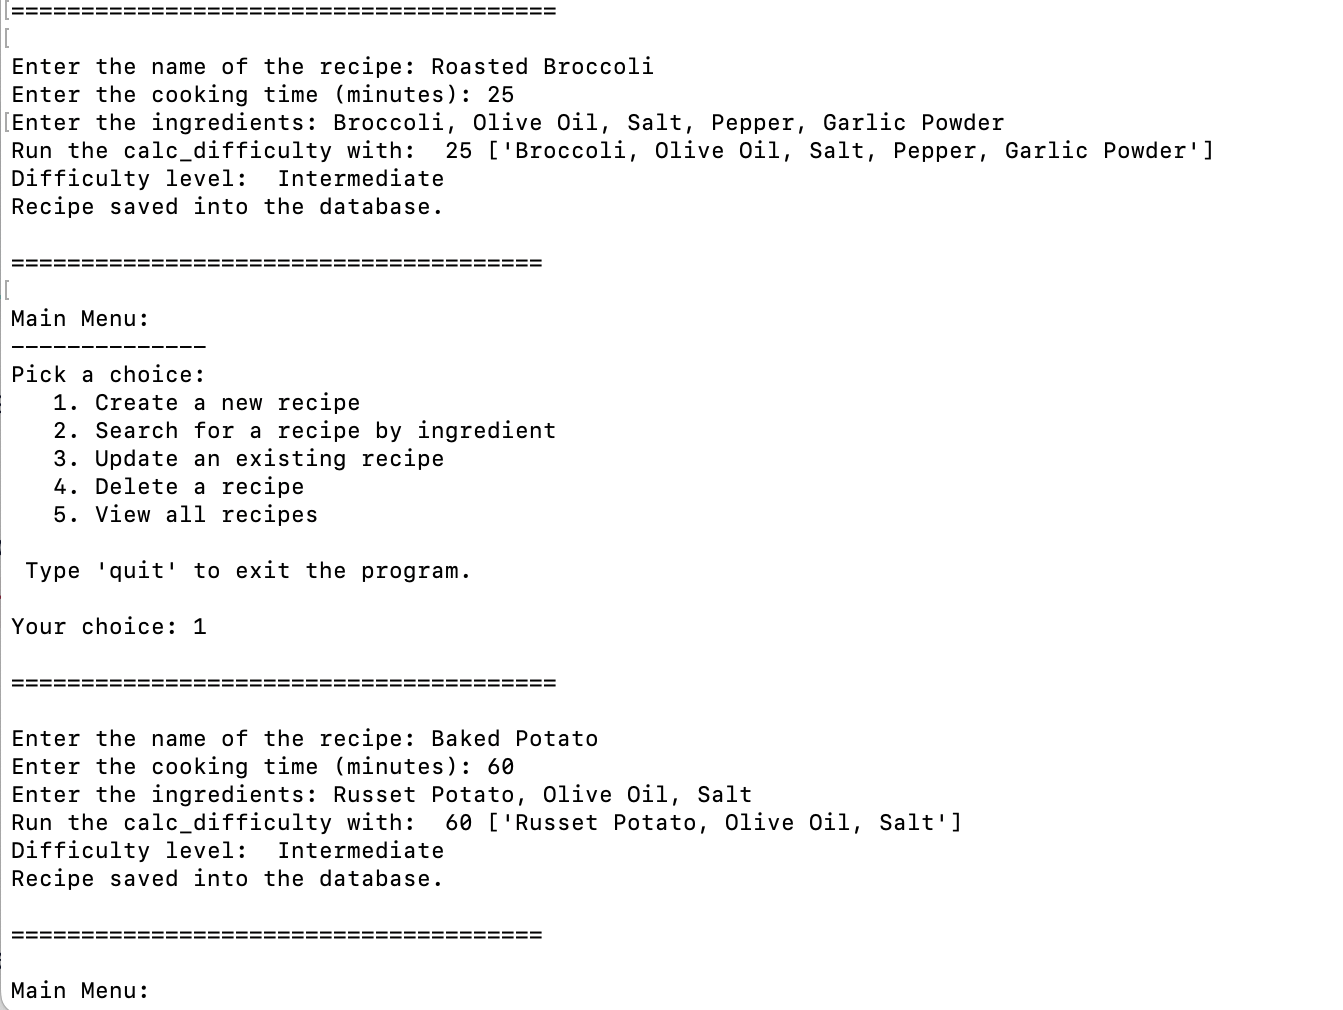 [=======================================
[
Enter the name of the recipe: Roasted Broccoli
Enter the cooking time (minutes): 25
[Enter the ingredients: Broccoli, Olive Oil, Salt, Pepper, Garlic Powder
Run the calc_difficulty with:  25 ['Broccoli, Olive Oil, Salt, Pepper, Garlic Powder']
Difficulty level:  Intermediate
Recipe saved into the database.

======================================
[
Main Menu:
--------------
Pick a choice:
   1. Create a new recipe
   2. Search for a recipe by ingredient
   3. Update an existing recipe
   4. Delete a recipe
   5. View all recipes

 Type 'quit' to exit the program.

Your choice: 1

=======================================

Enter the name of the recipe: Baked Potato
Enter the cooking time (minutes): 60
Enter the ingredients: Russet Potato, Olive Oil, Salt
Run the calc_difficulty with:  60 ['Russet Potato, Olive Oil, Salt']
Difficulty level:  Intermediate
Recipe saved into the database.

======================================

Main Menu: